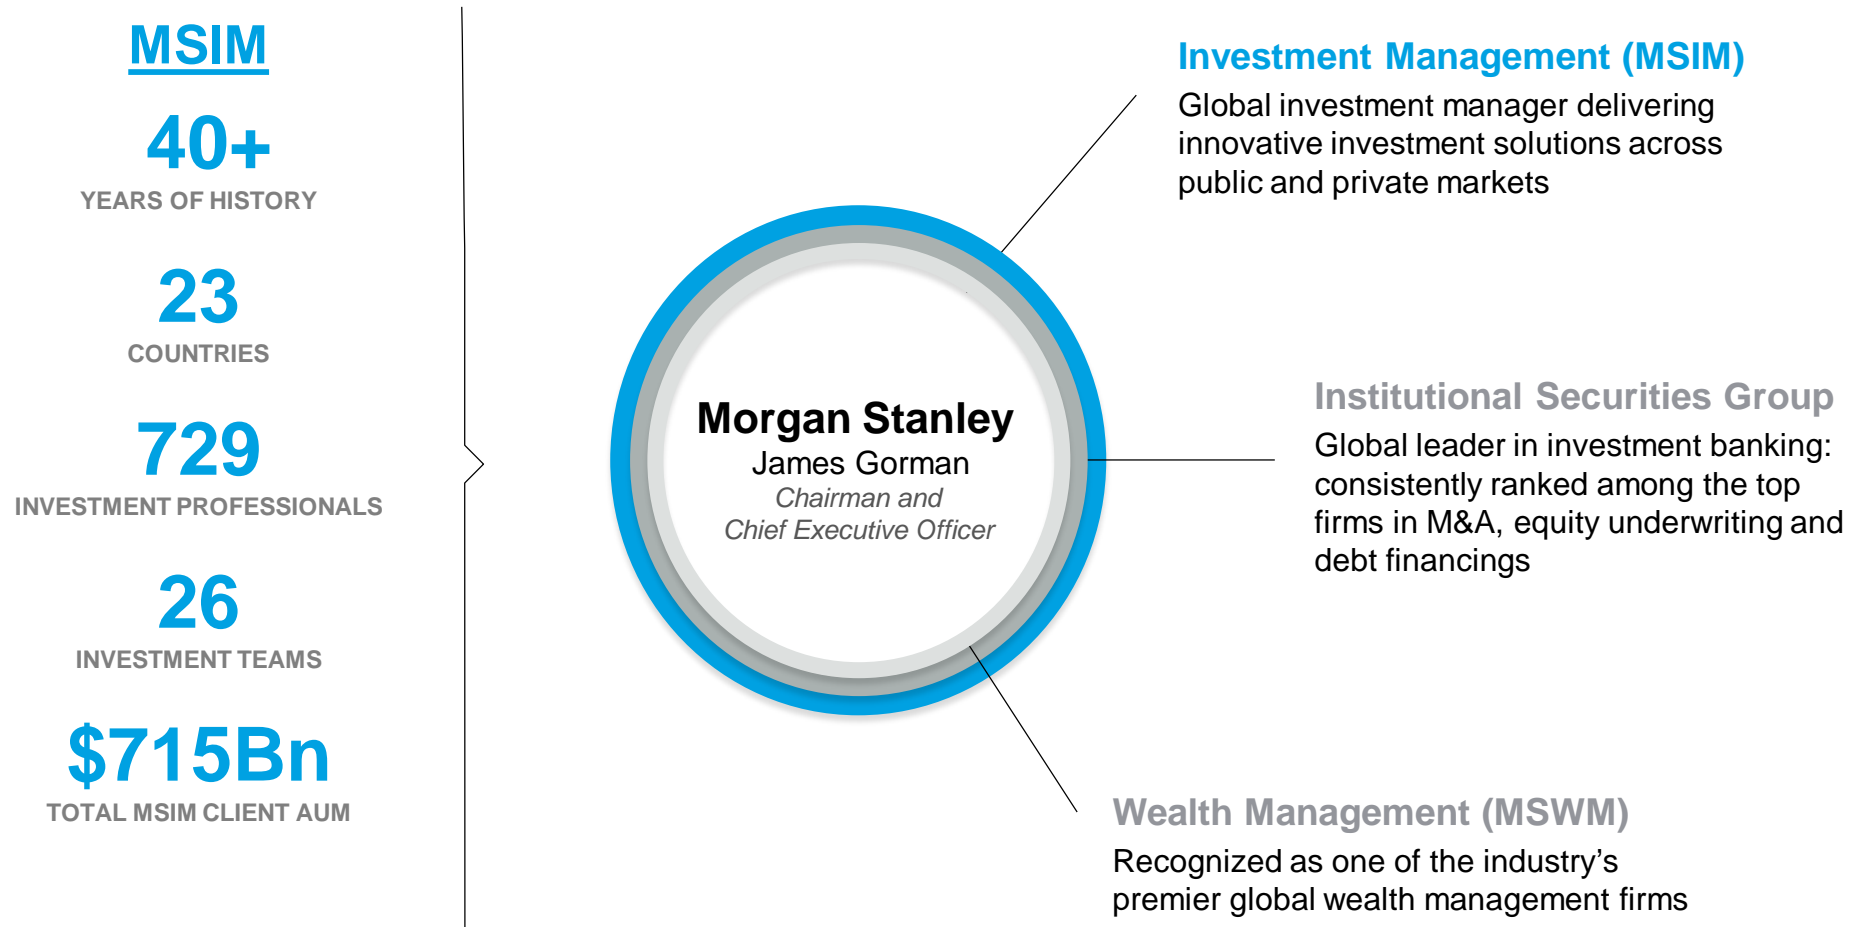 MSIM
40+
YEARS OF HISTORY
23
COUNTRIES
729
INVESTMENT PROFESSIONALS
26
INVESTMENT TEAMS
$715Bn
TOTAL MSIM CLIENT AUM
Morgan Stanley
James Gorman
Chairman and
Chief Executive Officer
Investment Management (MSIM)
Global investment manager delivering
innovative investment solutions across
public and private markets
Institutional Securities Group
Global leader in investment banking:
consistently ranked among the top
firms in M&A, equity underwriting and
debt financings
Wealth Management (MSWM)
Recognized as one of the industry’s
premier global wealth management firms